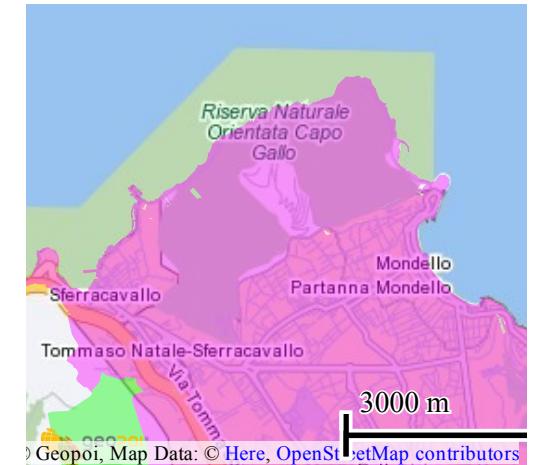 Riserva Naturale
Orientata Capo
Gallo
Mondello
Partanna Mondello
Sferracavallo
Tommaso Natale-Sferracavallo
Via Tomm
3000 m
Geopoi, Map Data: © Here, OpenStreetMap contributors